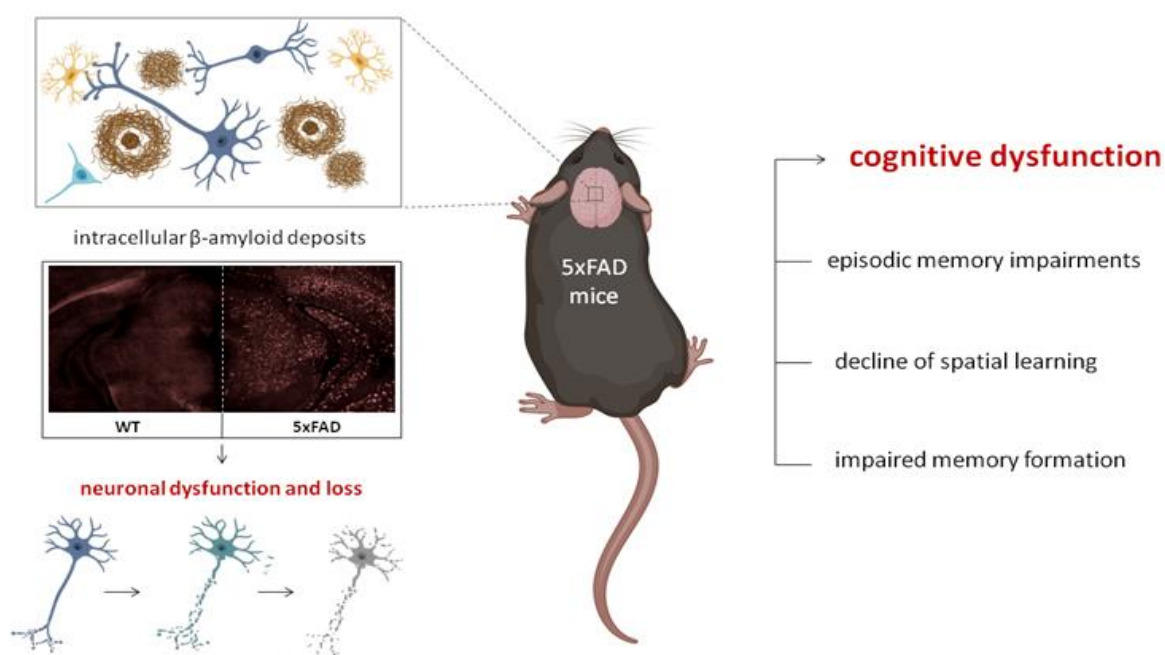 intracellular β-amyloid deposits
WT
5xFAD
neuronal dysfunction and loss
5xFAD
mice
cognitive dysfunction
episodic memory impairments
decline of spatial learning
impaired memory formation